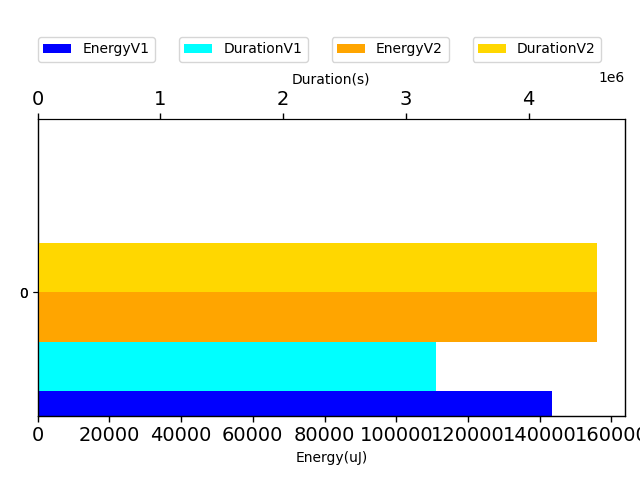 EnergyV1 DurationV1 EnergyV2 DurationV2
Duration(s) 1e6
0 1 2 3 4
0
0 20000 40000 60000 80000 100000 120000 140000 160000
Energy(uJ)